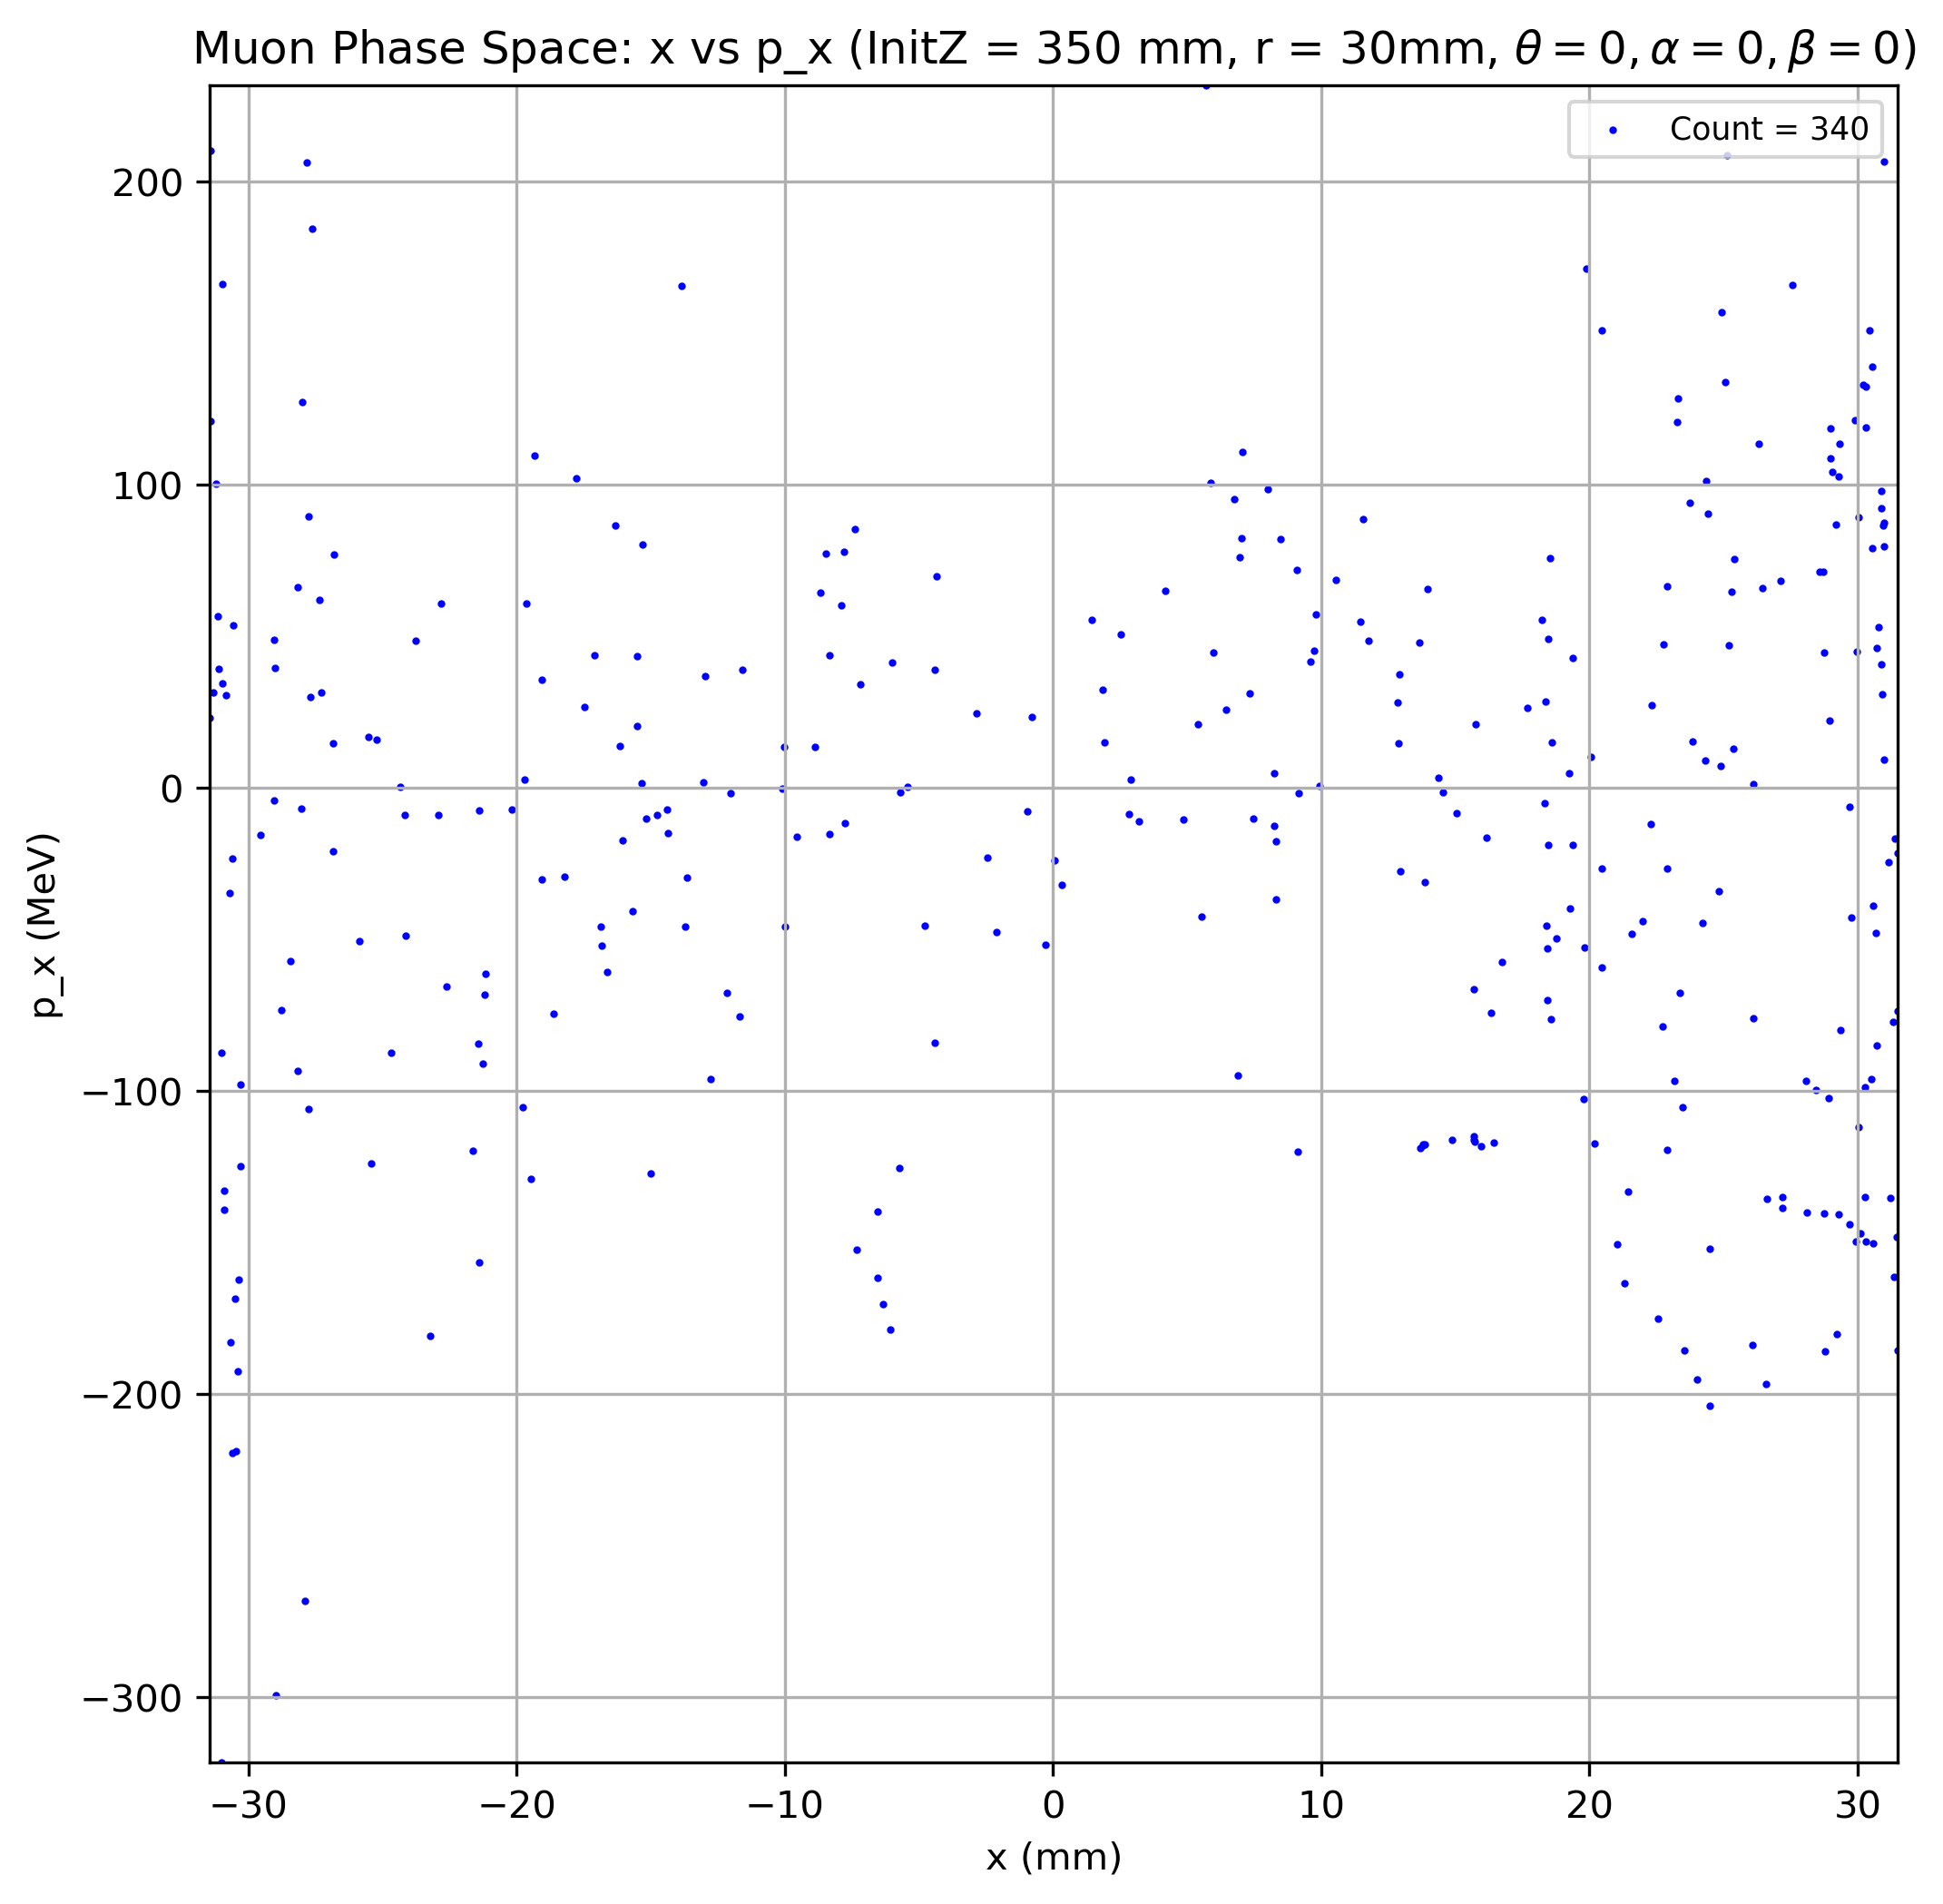 Muon Phase Space: x vs p_x (InitZ = 350 mm, r = 30mm, θ = 0, α = 0, β = 0)
Count = 340
200
100
0
−100
−200
−300
p_x (MeV)
−30 −20 −10 0 10 20 30
x (mm)